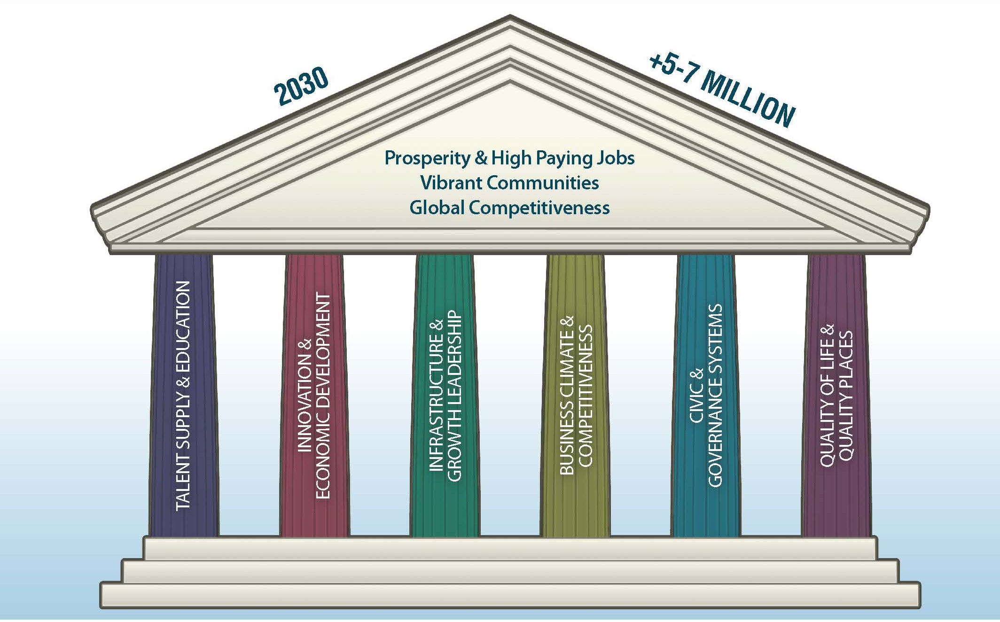 2030
+5-7 MILLION
Prosperity & High Paying Jobs
Vibrant Communities
Global Competitiveness
TALENT SUPPLY & EDUCATION
INNOVATION &
ECONOMIC DEVELOPMENT
INFRASTRUCTURE &
GROWTH LEADERSHIP
BUSINESS CLIMATE &
COMPETITIVENESS
CIVIC &
GOVERNANCE SYSTEMS
QUALITY OF LIFE &
QUALITY PLACES